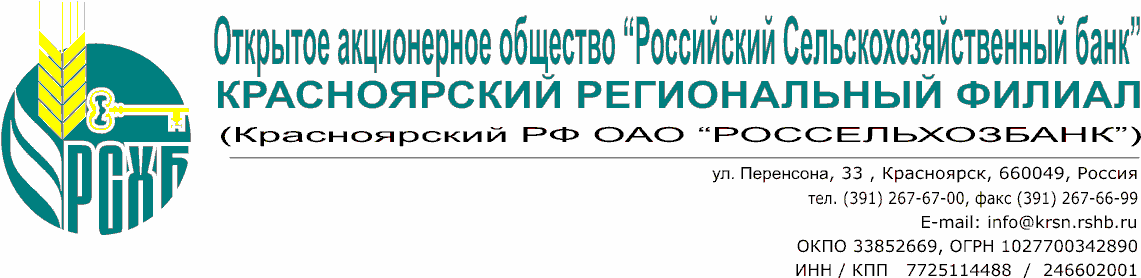 Открытое акционерное общество “Российский Сельскохозяйственный банк”
КРАСНОЯРСКИЙ РЕГИОНАЛЬНЫЙ ФИЛИАЛ
(Красноярский РФ ОАО “РОССЕЛЬХОЗБАНК”)
РСХБ
ул. Перенсона, 33 , Красноярск, 660049, Россия
тел. (391) 267-67-00, факс (391) 267-66-99
E-mail: info@krsn.rshb.ru
ОКПО 33852669, ОГРН 1027700342890
ИНН / КПП 7725114488 / 246602001